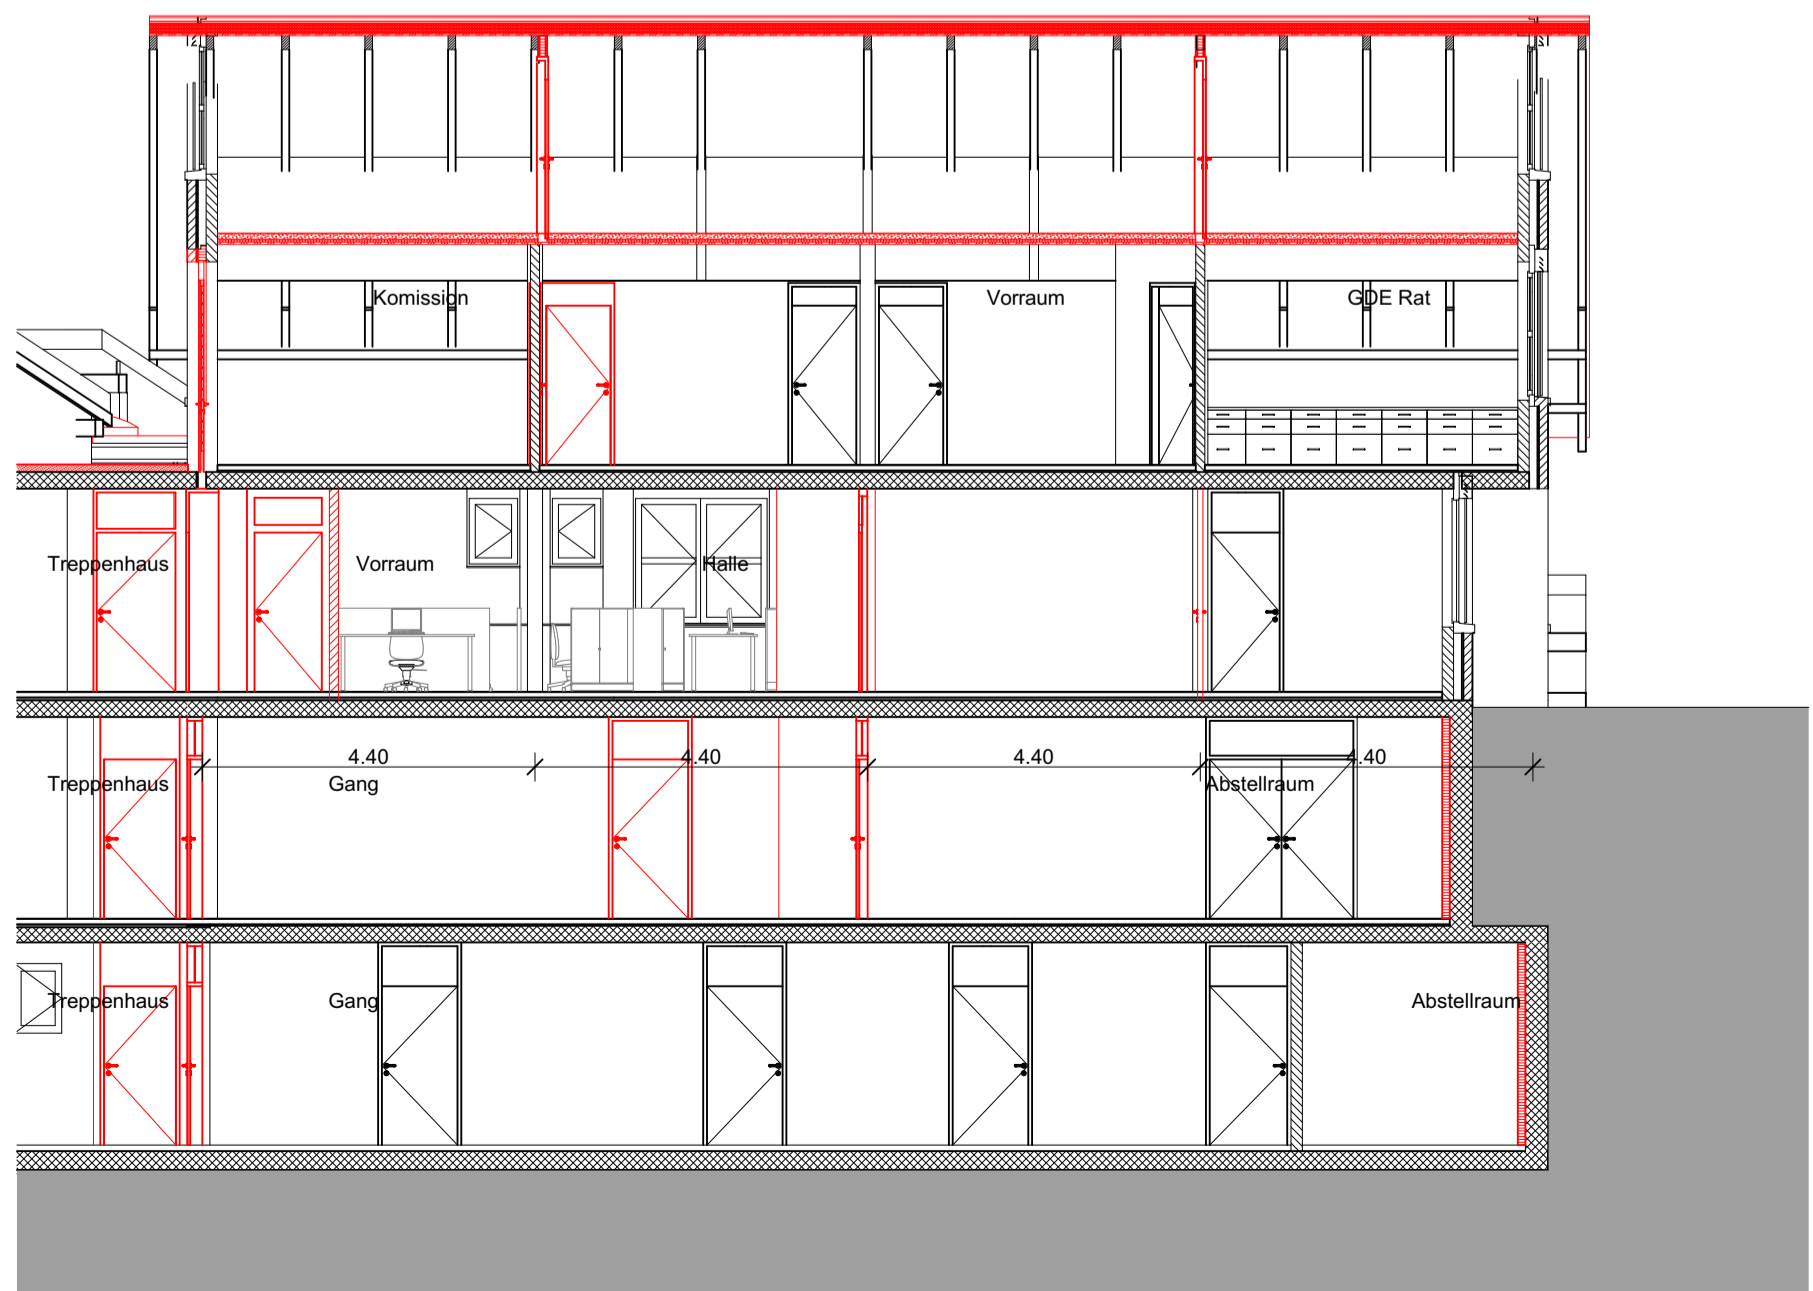 Komission
Vorraum
GDE Rat
Treppenhaus
Vorraum
Halle
4.40
4.40
4.40
4.40
Treppenhaus
Gang
Abstellraum
Treppenhaus
Gang
Abstellraum